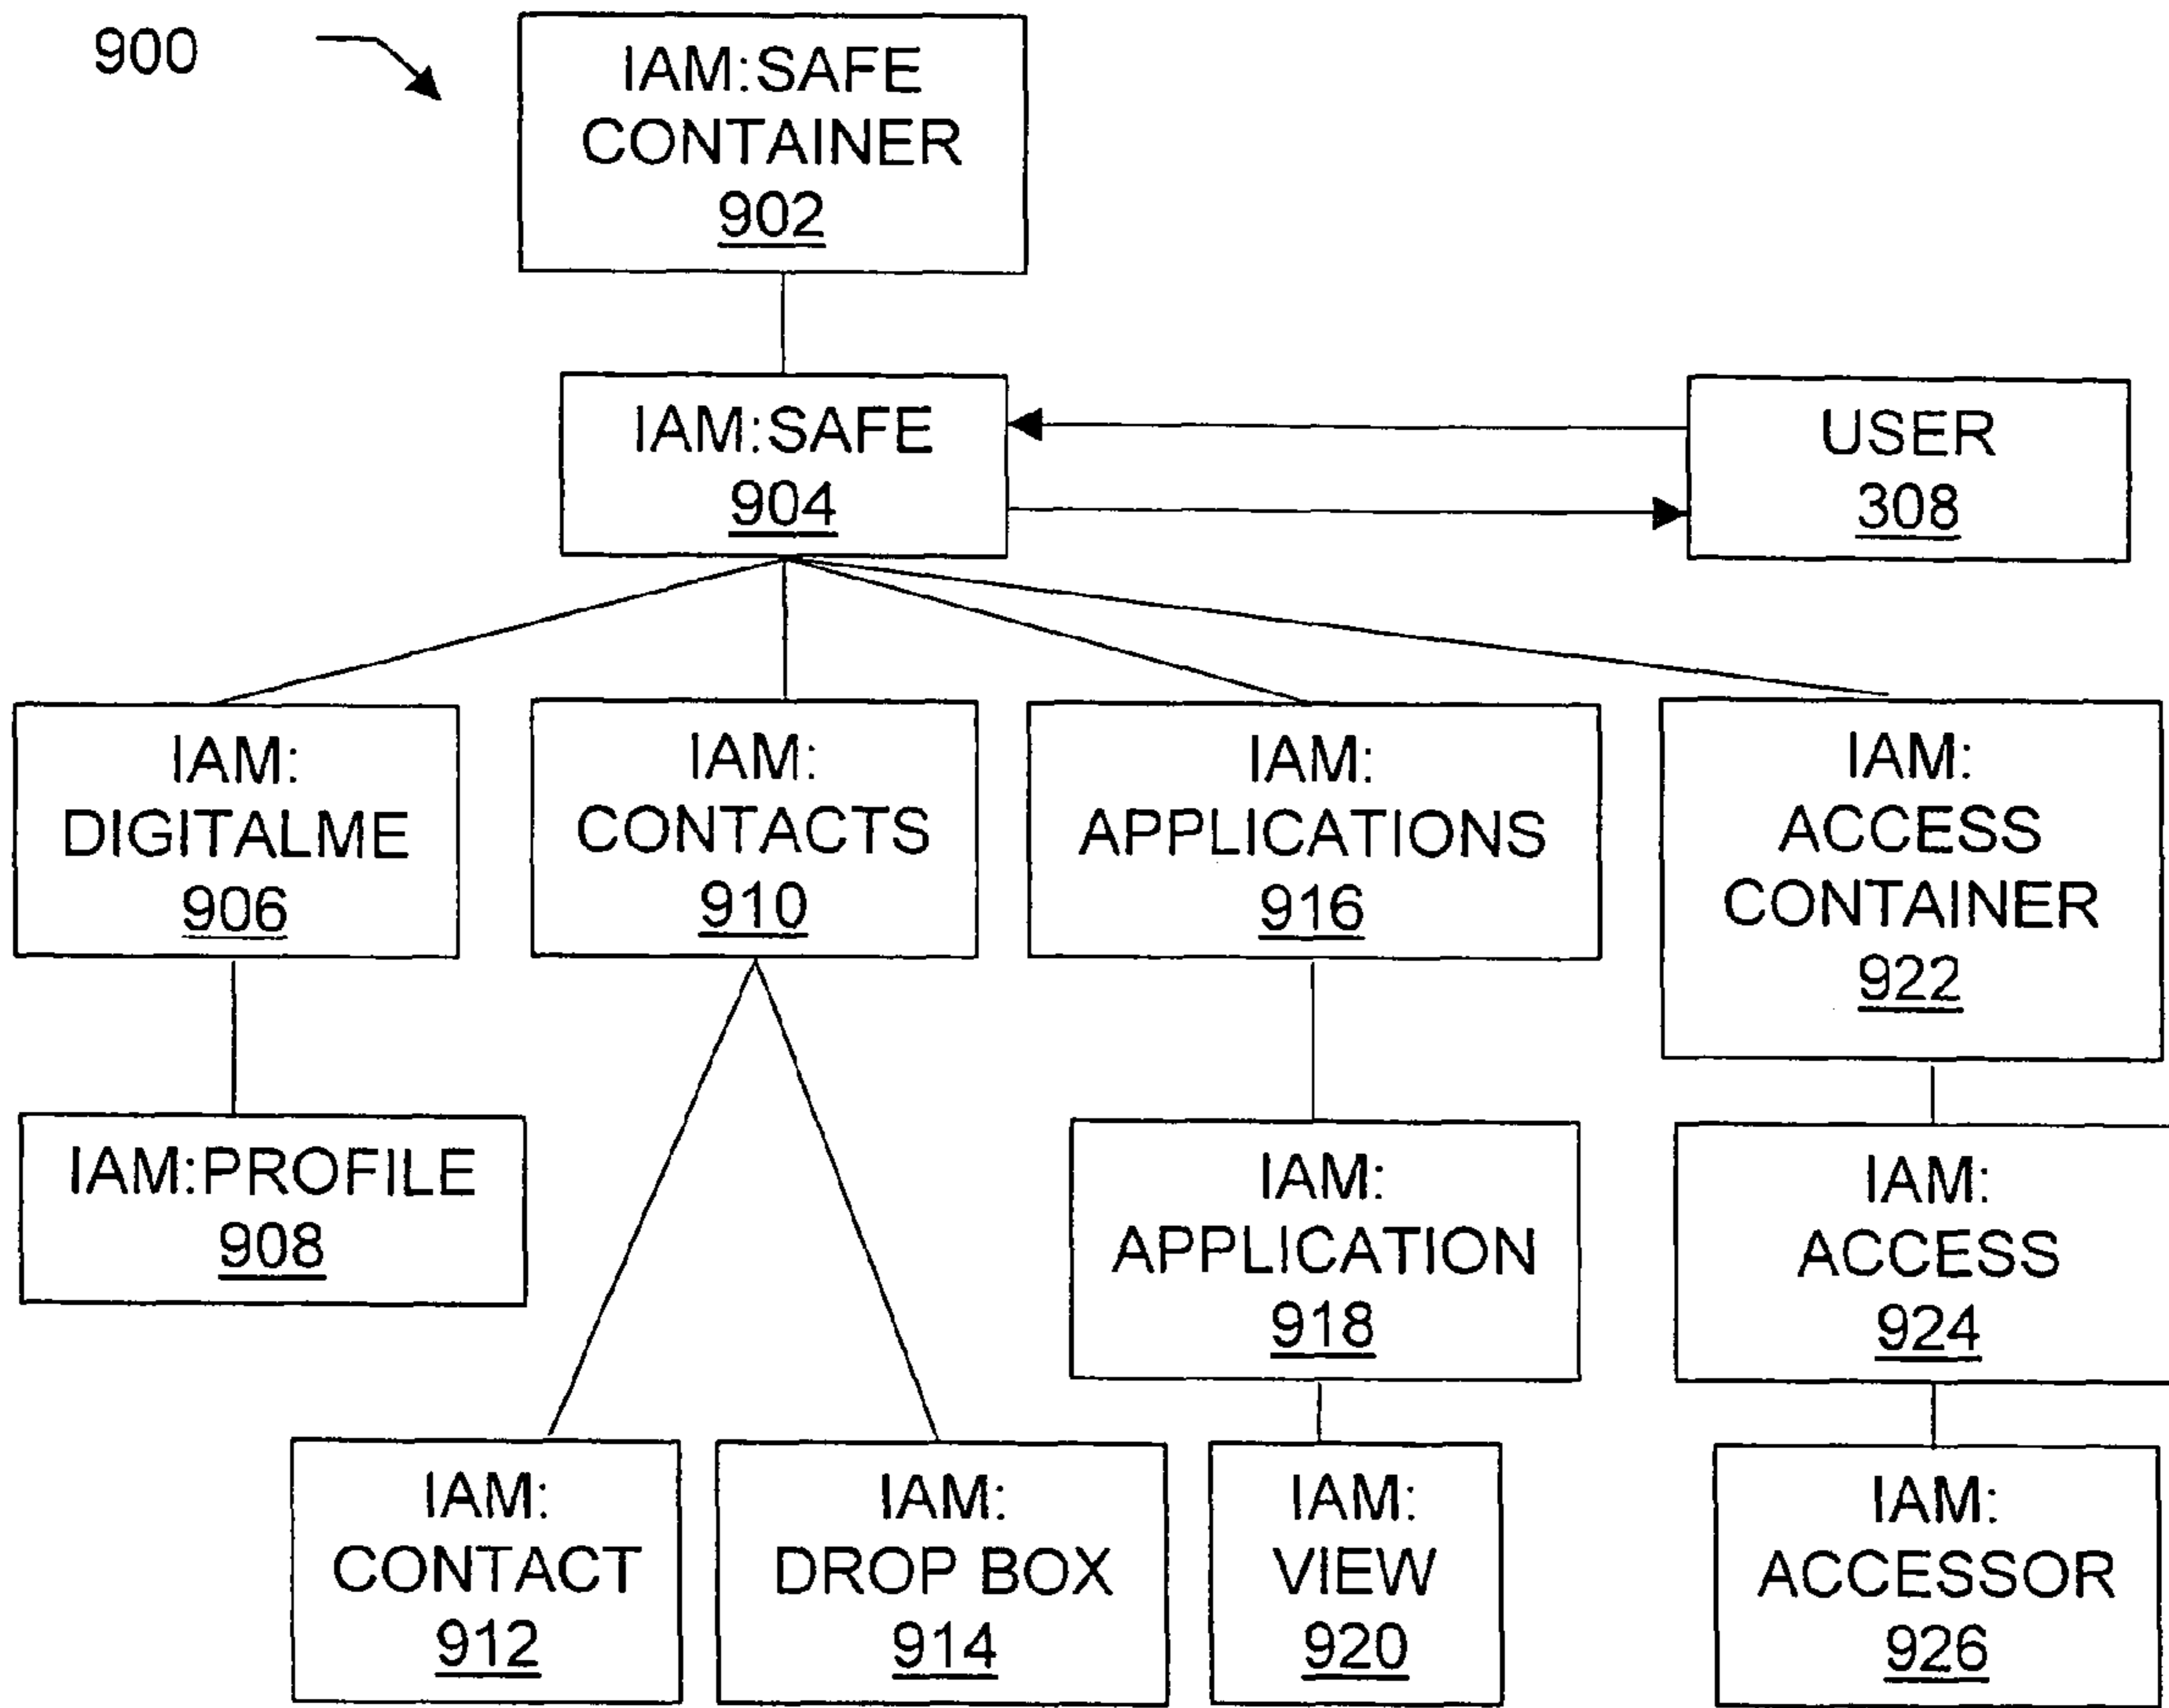 900
IAM:SAFE
CONTAINER
902
IAM:SAFE
904
USER
308
IAM:
DIGITALME
906
IAM:
CONTACTS
910
IAM:
APPLICATIONS
916
IAM:
ACCESS
CONTAINER
922
IAM:PROFILE
908
IAM:
APPLICATION
918
IAM:
ACCESS
924
IAM:
CONTACT
912
IAM:
DROP BOX
914
IAM:
VIEW
920
IAM:
ACCESSOR
926